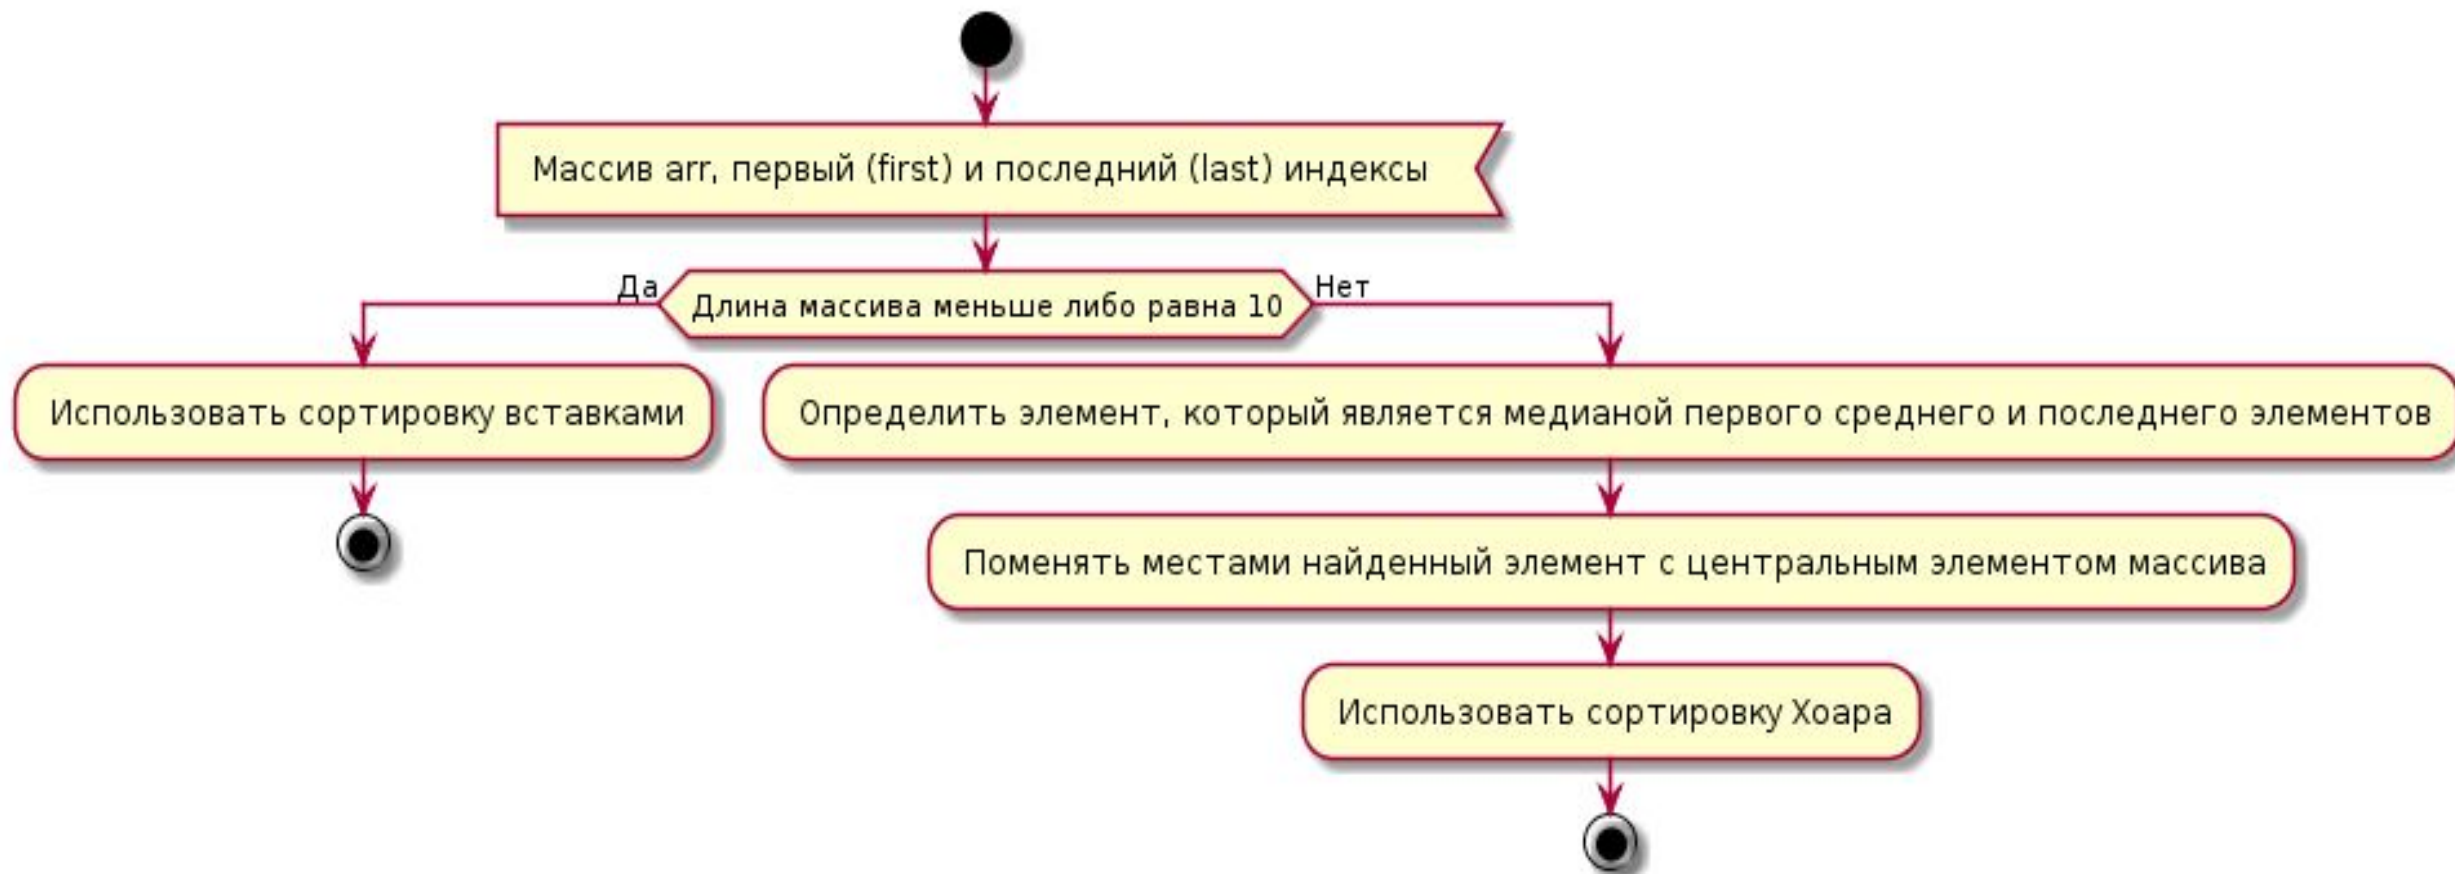 Массив arr, первый (first) и последний (last) индексы
Да
Длина массива меньше либо равна 10
Нет
Использовать сортировку вставками
Определить элемент, который является медианой первого среднего и последнего элементов
Поменять местами найденный элемент с центральным элементом массива
Использовать сортировку Хоара